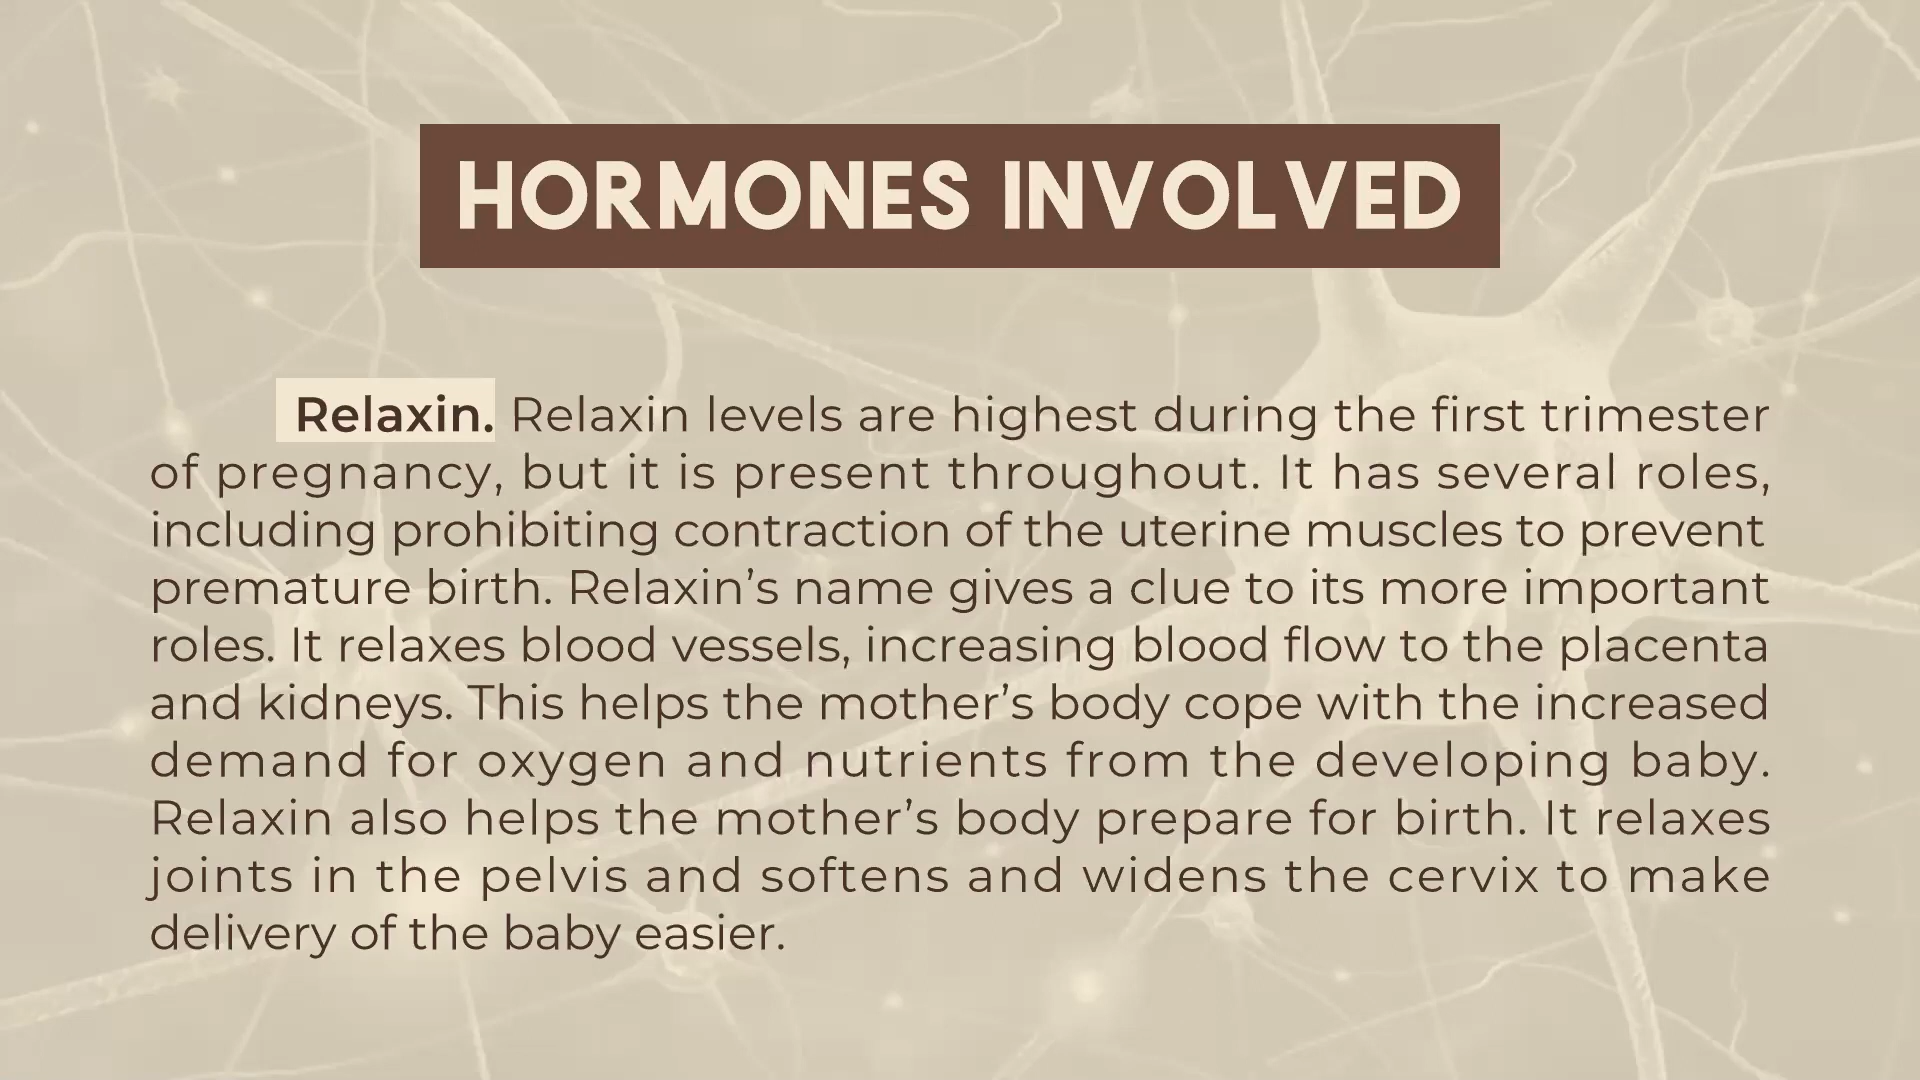 HORMONES INVOLVED
Relaxin. Relaxin levels are highest during the first trimester
of pregnancy, but it is present throughout. It has several roles,
including prohibiting contraction of the uterine muscles to prevent
premature birth. Relaxin’s name gives a clue to its more important
roles. It relaxes blood vessels, increasing blood flow to the placenta
and kidneys. This helps the mother’s body cope with the increased
demand for oxygen and nutrients from the developing baby.
Relaxin also helps the mother’s body prepare for birth. It relaxes
joints in the pelvis and softens and widens the cervix to make
delivery of the baby easier.